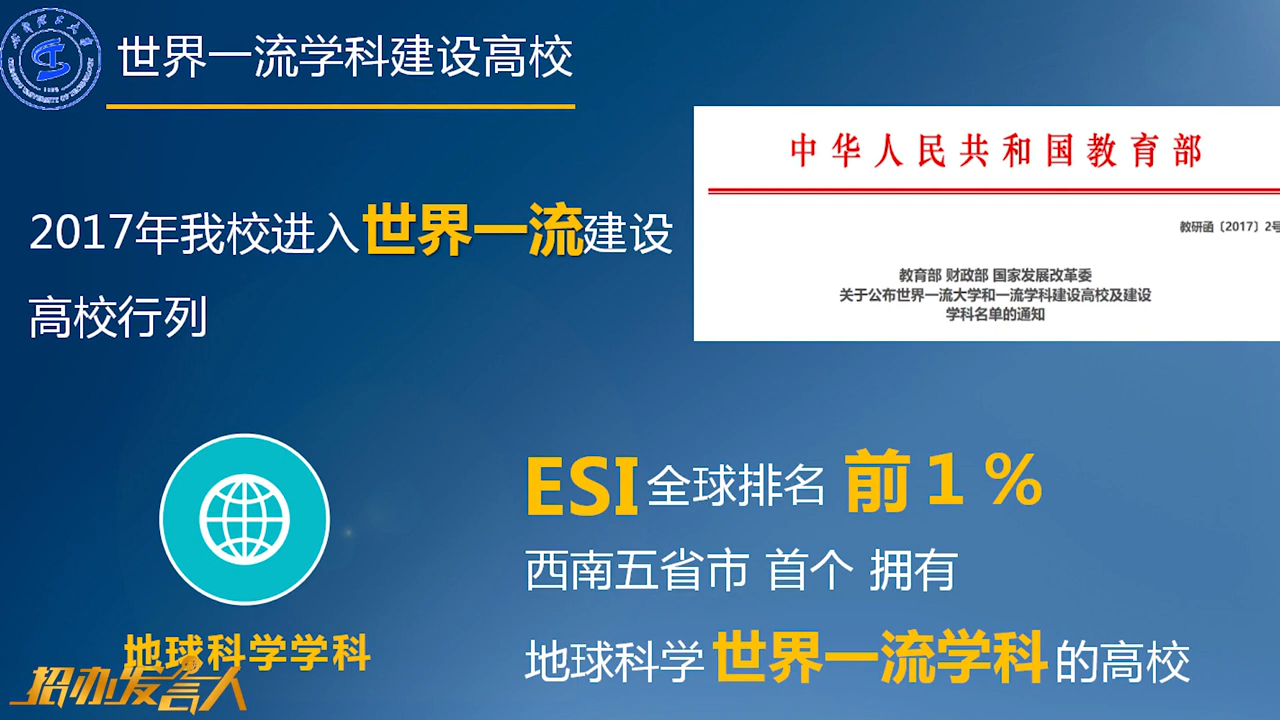 世界一流学科建设高校
中华人民共和国教育部
教研函〔2017〕2号
教育部 财政部 国家发展改革委
关于公布世界一流大学和一流学科建设高校及建设
学科名单的通知
2017年我校进入世界一流建设
高校行列
ESI全球排名 前1%
西南五省市 首个 拥有
地球科学世界一流学科的高校
地球科学学科
招办发言人